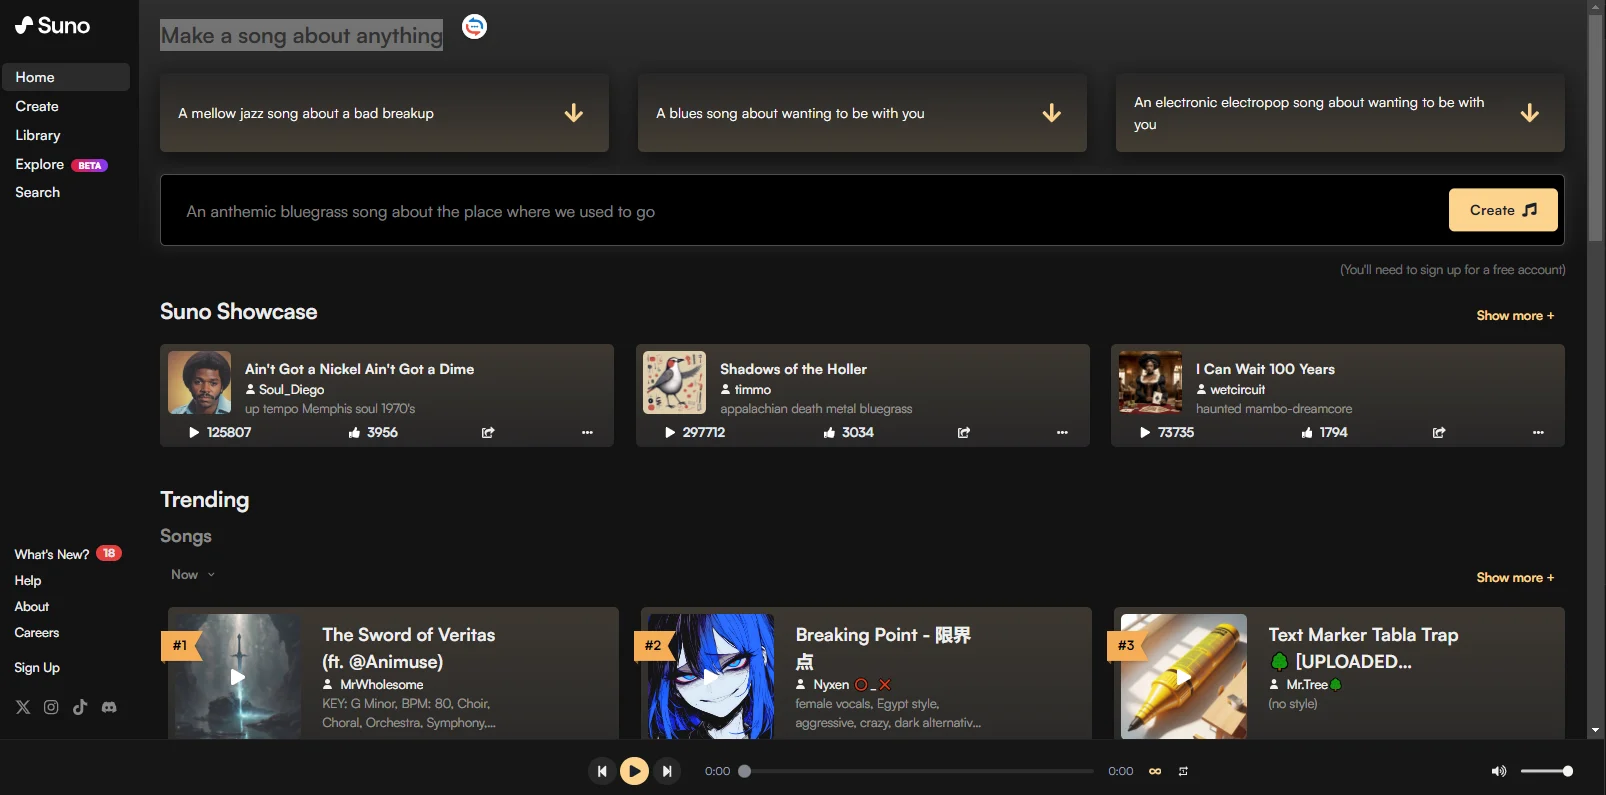 Suno
Home
Create
Library
Explore BETA
Search
What's New? 18
Help
About
Careers
Sign Up
Make a song about anything
A mellow jazz song about a bad breakup
A blues song about wanting to be with you
An electronic electropop song about wanting to be with
you
An anthemic bluegrass song about the place where we used to go
Create
(You'll need to sign up for a free account)
Suno Showcase
Show more +
Ain't Got a Nickel Ain't Got a Dime
Soul_Diego
up tempo Memphis soul 1970's
125807 3956
Shadows of the Holler
timmo
appalachian death metal bluegrass
297712 3034
I Can Wait 100 Years
wetcircuit
haunted mambo-dreamcore
73735 1794
Trending
Songs
Now
Show more +
#1
The Sword of Veritas
(ft. @Animuse)
MrWholesome
KEY: G Minor, BPM: 80, Choir,
Choral, Orchestra, Symphony,...
#2
Breaking Point - 限界
点
Nyxen ⭕_❌
female vocals, Egypt style,
aggressive, crazy, dark alternativ...
#3
Text Marker Tabla Trap
🌳 [UPLOADED...
Mr.Tree🌳
(no style)
0:00 0:00